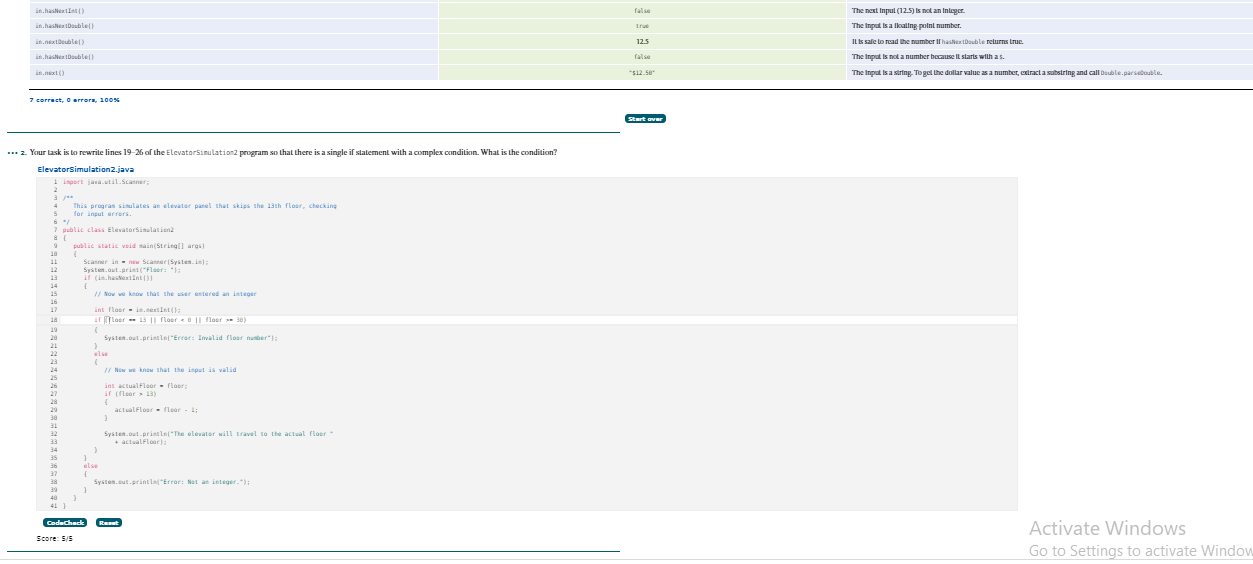 in.hasNextInt() false The next input (12.5) is not an integer.
in.hasNextDouble() true The input is a floating-point number.
in.nextDouble() 12.5 It is safe to read the number if hasNextDouble returns true.
in.hasNextDouble() false The input is not a number because it starts with a $.
in.next() "$12.50" The input is a string. To get the dollar value as a number, extract a substring and call Double.parseDouble.
7 correct, 0 errors, 100%
Start over
••• 2. Your task is to rewrite lines 19–26 of the ElevatorSimulation2 program so that there is a single if statement with a complex condition. What is the condition?
ElevatorSimulation2.java
1 import java.util.Scanner;
2
3 /**
4 This program simulates an elevator panel that skips the 13th floor, checking
5 for input errors.
6 */
7 public class ElevatorSimulation2
8 {
9 public static void main(String[] args)
10 {
11 Scanner in = new Scanner(System.in);
12 System.out.print("Floor: ");
13 if (in.hasNextInt())
14 {
15 // Now we know that the user entered an integer
16
17 int floor = in.nextInt();
18 if (floor == 13 || floor < 0 || floor >= 30)
19 {
20 System.out.println("Error: Invalid floor number");
21 }
22 else
23 {
24 // Now we know that the input is valid
25
26 int actualFloor = floor;
27 if (floor > 13)
28 {
29 actualFloor = floor - 1;
30 }
31
32 System.out.println("The elevator will travel to the actual floor "
33 + actualFloor);
34 }
35 }
36 else
37 {
38 System.out.println("Error: Not an integer.");
39 }
40 }
41 }
CodeCheck Reset
Score: 5/5
Activate Windows
Go to Settings to activate Window